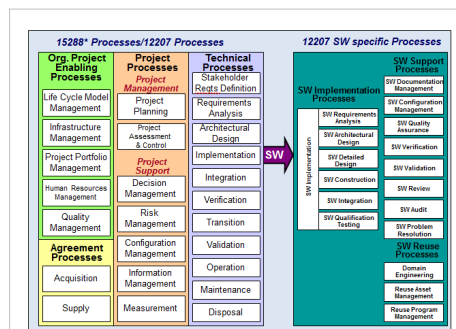 15288* Processes/12207 Processes
Org. Project
Enabling
Processes
Life Cycle Model
Management
Infrastructure
Management
Project Portfolio
Management
Human Resources
Management
Quality
Management
Agreement
Processes
Acquisition
Supply
Project
Processes
Project
Management
Project
Planning
Project
Assessment
& Control
Project
Support
Decision
Management
Risk
Management
Configuration
Management
Information
Management
Measurement
Technical
Processes
Stakeholder
Reqts Definition
Requirements
Analysis
Architectural
Design
Implementation
Integration
Verification
Transition
Validation
Operation
Maintenance
Disposal
SW
12207 SW specific Processes
SW Implementation
Processes
SW Implementation
SW Requirements
Analysis
SW Architectural
Design
SW Detailed
Design
SW Construction
SW Integration
SW Qualification
Testing
SW Support
Processes
SW Documentation
Management
SW Configuration
Management
SW Quality
Assurance
SW Verification
SW Validation
SW Review
SW Audit
SW Problem
Resolution
SW Reuse
Processes
Domain
Engineering
Reuse Asset
Management
Reuse Program
Management